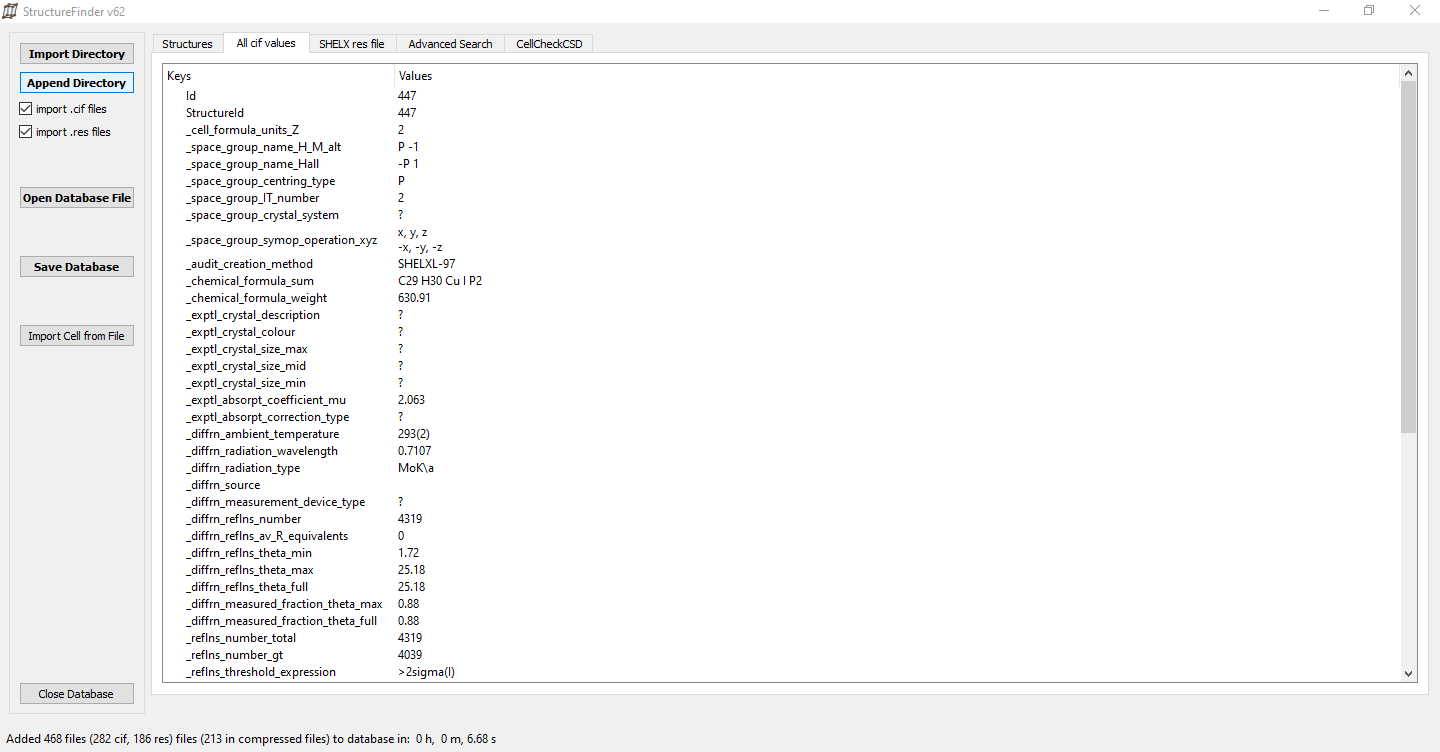 StructureFinder v62
Import Directory
Append Directory
import .cif files
import .res files
Open Database File
Save Database
Import Cell from File
Close Database
Structures All cif values SHELX res file Advanced Search CellCheckCSD
Keys Values
Id 447
StructureId 447
_cell_formula_units_Z 2
_space_group_name_H_M_alt P -1
_space_group_name_Hall -P 1
_space_group_centring_type P
_space_group_IT_number 2
_space_group_crystal_system ?
_space_group_symop_operation_xyz x, y, z
-x, -y, -z
_audit_creation_method SHELXL-97
_chemical_formula_sum C29 H30 Cu I P2
_chemical_formula_weight 630.91
_exptl_crystal_description ?
_exptl_crystal_colour ?
_exptl_crystal_size_max ?
_exptl_crystal_size_mid ?
_exptl_crystal_size_min ?
_exptl_absorpt_coefficient_mu 2.063
_exptl_absorpt_correction_type ?
_diffrn_ambient_temperature 293(2)
_diffrn_radiation_wavelength 0.7107
_diffrn_radiation_type MoK\a
_diffrn_source
_diffrn_measurement_device_type ?
_diffrn_reflns_number 4319
_diffrn_reflns_av_R_equivalents 0
_diffrn_reflns_theta_min 1.72
_diffrn_reflns_theta_max 25.18
_diffrn_reflns_theta_full 25.18
_diffrn_measured_fraction_theta_max 0.88
_diffrn_measured_fraction_theta_full 0.88
_reflns_number_total 4319
_reflns_number_gt 4039
_reflns_threshold_expression >2sigma(I)
Added 468 files (282 cif, 186 res) files (213 in compressed files) to database in: 0 h, 0 m, 6.68 s